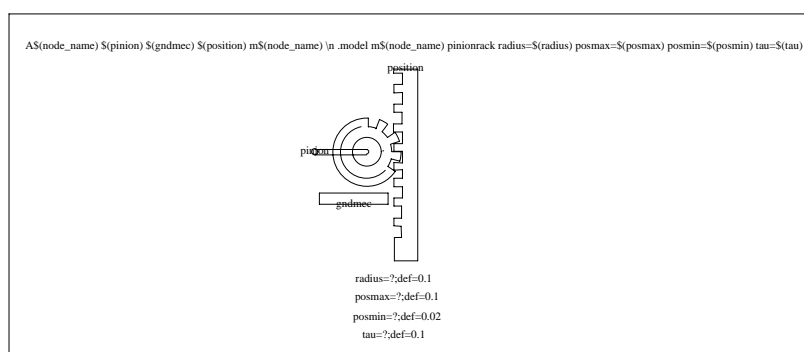 A$(node_name) $(pinion) $(gndmec) $(position) m$(node_name) \n .model m$(node_name) pinionrack radius=$(radius) posmax=$(posmax) posmin=$(posmin) tau=$(tau)
position
pinion
gndmec
radius=?;def=0.1
posmax=?;def=0.1
posmin=?;def=0.02
tau=?;def=0.1